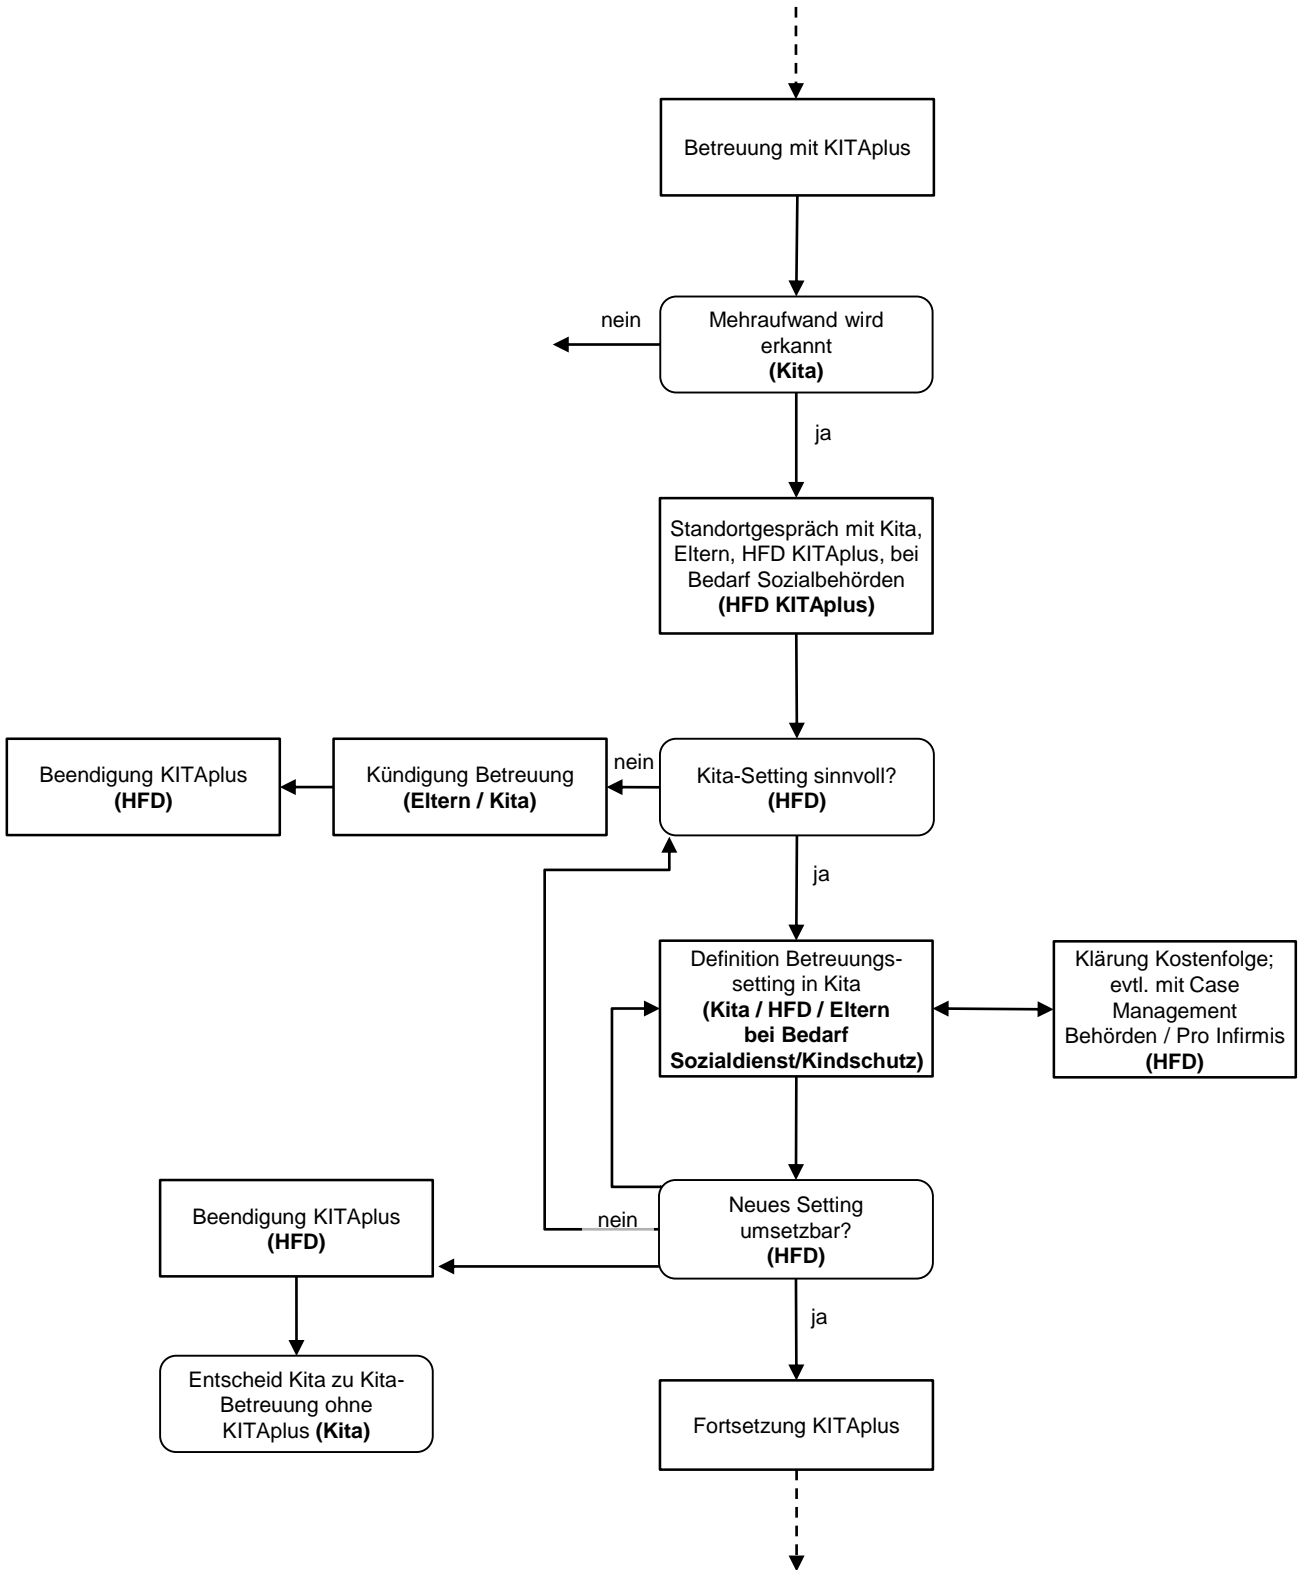 Betreuung mit KITAplus
nein
Mehraufwand wird
erkannt
(Kita)
ja
Standortgespräch mit Kita,
Eltern, HFD KITAplus, bei
Bedarf Sozialbehörden
(HFD KITAplus)
Beendigung KITAplus
(HFD)
Kündigung Betreuung
(Eltern / Kita)
nein
Kita-Setting sinnvoll?
(HFD)
ja
Definition Betreuungs-
setting in Kita
(Kita / HFD / Eltern
bei Bedarf
Sozialdienst/Kindschutz)
Klärung Kostenfolge;
evtl. mit Case
Management
Behörden / Pro Infirmis
(HFD)
Beendigung KITAplus
(HFD)
nein
Neues Setting
umsetzbar?
(HFD)
ja
Entscheid Kita zu Kita-
Betreuung ohne
KITAplus (Kita)
Fortsetzung KITAplus